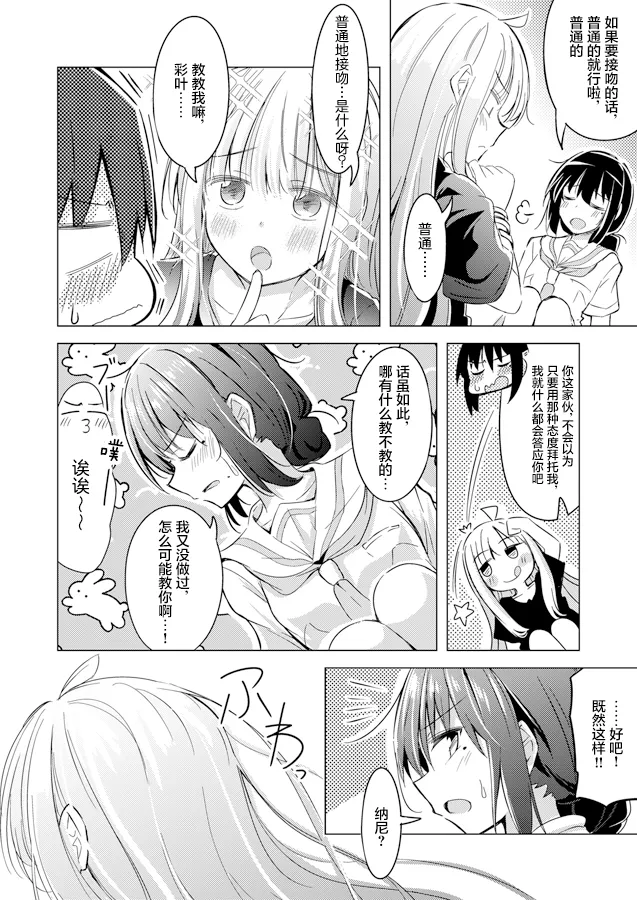 如果要接吻的话，
普通的就行啦，
普通的
普通……
普通地接吻…是什么呀？
教教我嘛，
彩叶……
你这家伙，不会以为
只要用那种态度拜托我，
我就什么都会答应你吧
话虽如此，
哪有什么教不教的…
噗
诶诶～～
我又没做过，
怎么可能教你啊…！
……好吧！
既然这样!!
纳尼？
ふわっ